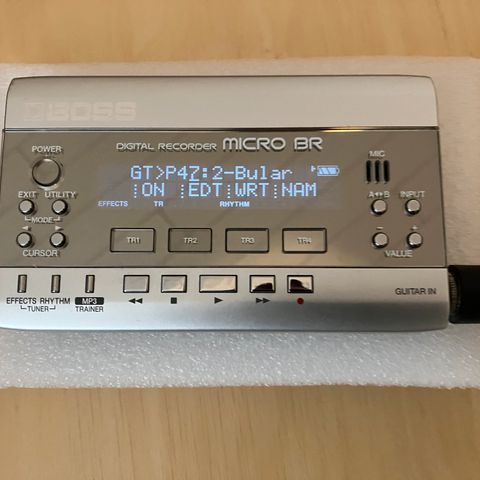 BOSS
DIGITAL RECORDER MICRO BR
POWER
GT>P47:2-Bular
ON EDT WRT NAM
EFFECTS TR RHYTHM
MIC
EXIT UTILITY
MODE
CURSOR
A↔B INPUT
- +
VALUE
TR1 TR2 TR3 TR4
EFFECTS RHYTHM MP3
TUNER TRAINER
GUITAR IN